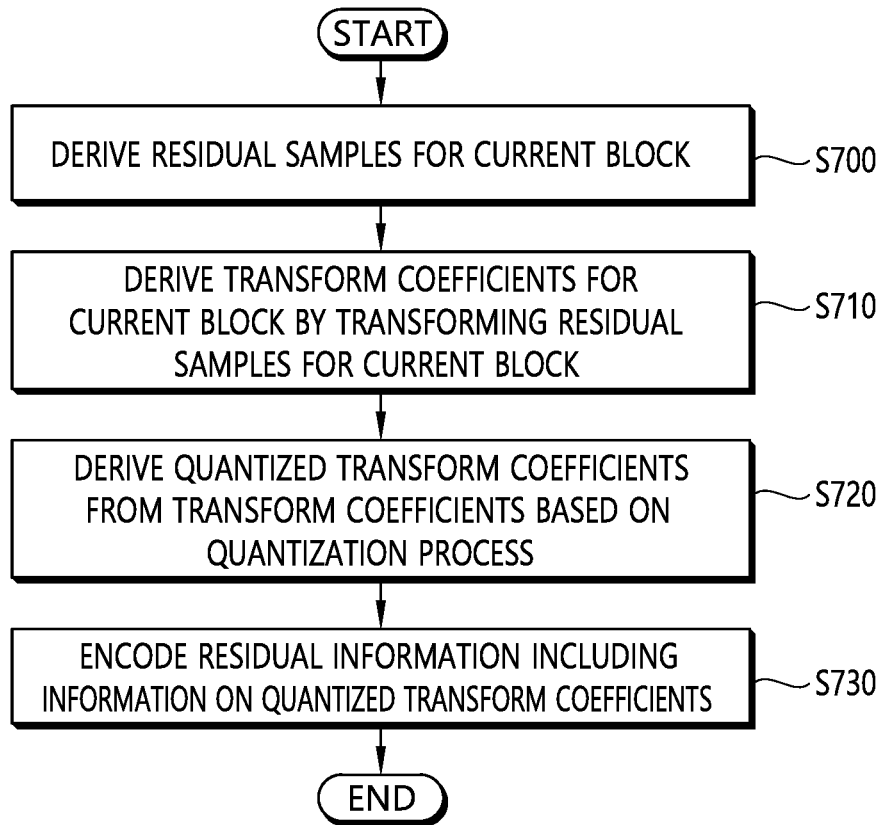 START
DERIVE RESIDUAL SAMPLES FOR CURRENT BLOCK
S700
DERIVE TRANSFORM COEFFICIENTS FOR
CURRENT BLOCK BY TRANSFORMING RESIDUAL
SAMPLES FOR CURRENT BLOCK
S710
DERIVE QUANTIZED TRANSFORM COEFFICIENTS
FROM TRANSFORM COEFFICIENTS BASED ON
QUANTIZATION PROCESS
S720
ENCODE RESIDUAL INFORMATION INCLUDING
INFORMATION ON QUANTIZED TRANSFORM COEFFICIENTS
S730
END